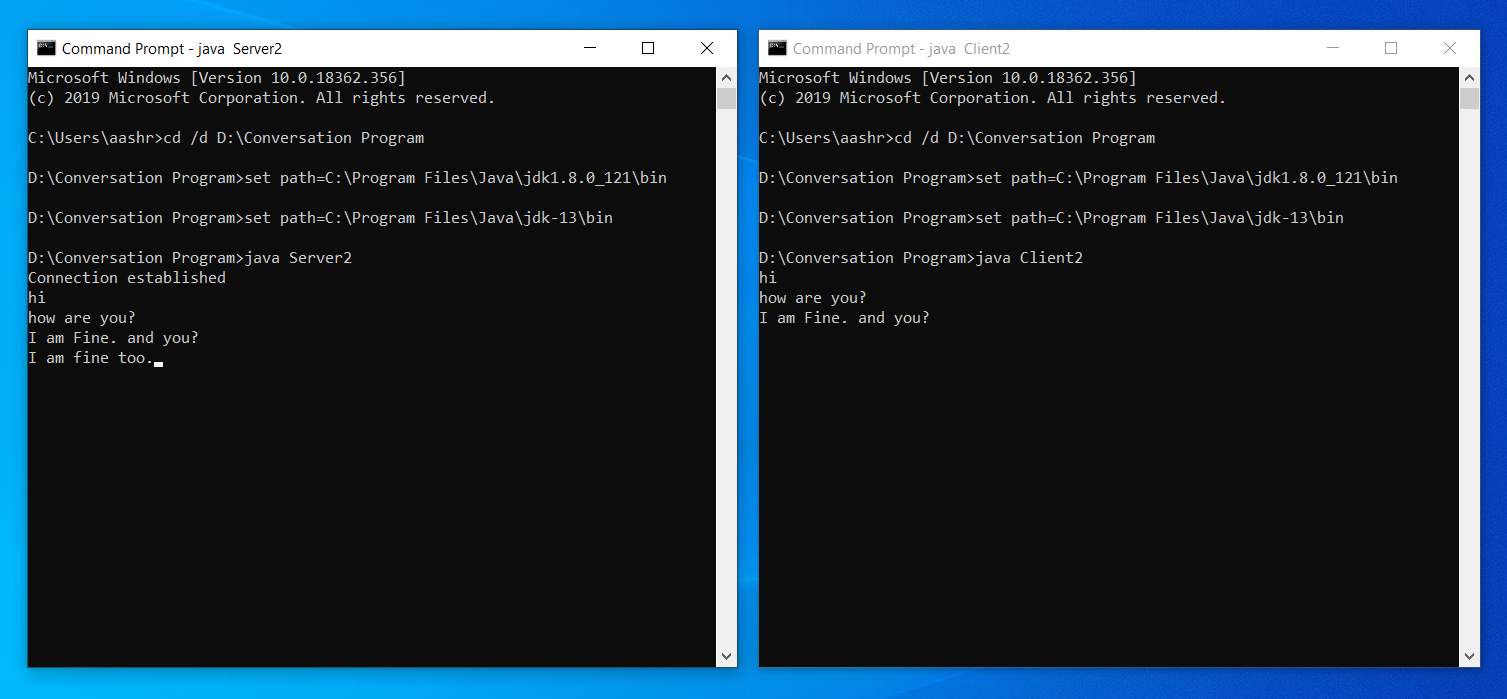 Command Prompt - java  Server2
Microsoft Windows [Version 10.0.18362.356]
(c) 2019 Microsoft Corporation. All rights reserved.
C:\Users\aashr>cd /d D:\Conversation Program
D:\Conversation Program>set path=C:\Program Files\Java\jdk1.8.0_121\bin
D:\Conversation Program>set path=C:\Program Files\Java\jdk-13\bin
D:\Conversation Program>java Server2
Connection established
hi
how are you?
I am Fine. and you?
I am fine too.
Command Prompt - java  Client2
Microsoft Windows [Version 10.0.18362.356]
(c) 2019 Microsoft Corporation. All rights reserved.
C:\Users\aashr>cd /d D:\Conversation Program
D:\Conversation Program>set path=C:\Program Files\Java\jdk1.8.0_121\bin
D:\Conversation Program>set path=C:\Program Files\Java\jdk-13\bin
D:\Conversation Program>java Client2
hi
how are you?
I am Fine. and you?